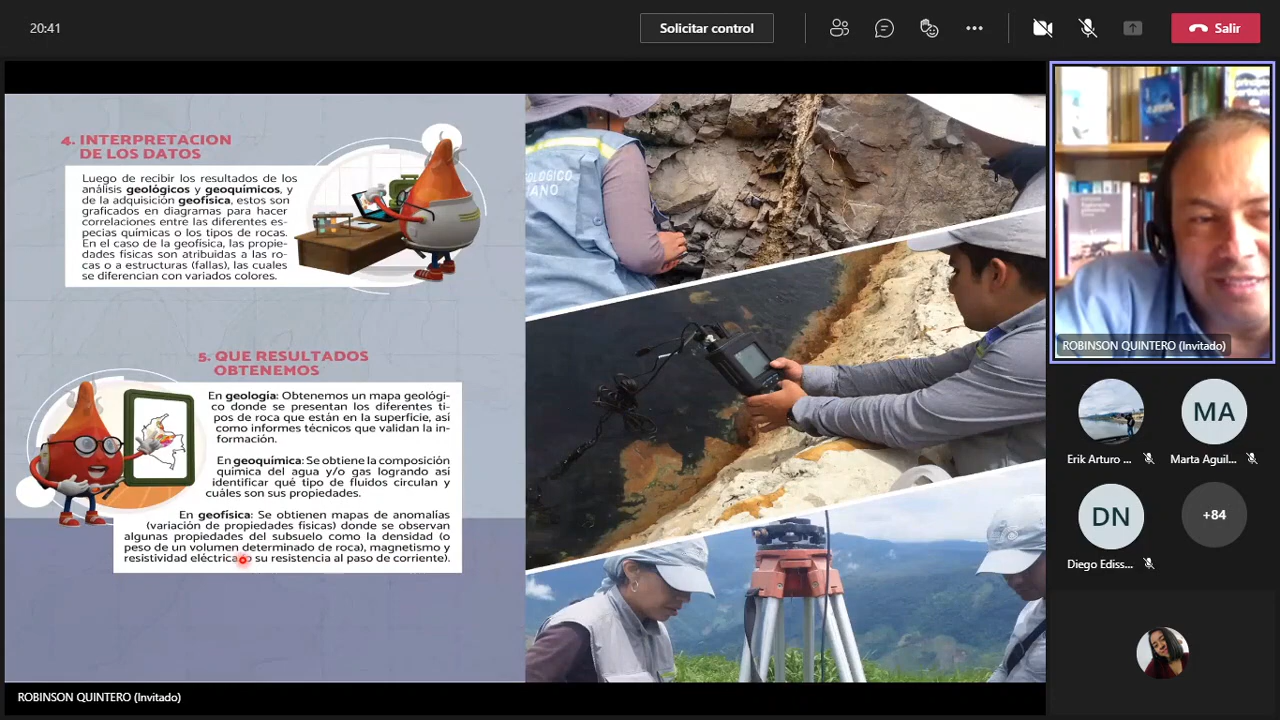 20:41
Solicitar control
Salir
4. INTERPRETACION
DE LOS DATOS
Luego de recibir los resultados de los
análisis geológicos y geoquímicos, y
de la adquisición geofísica, estos son
graficados en diagramas para hacer
correlaciones entre las diferentes es-
pecias químicas o los tipos de rocas.
En el caso de la geofísica, las propie-
dades físicas son atribuidas a las ro-
cas o a estructuras (fallas), las cuales
se diferencian con variados colores.
5. QUE RESULTADOS
OBTENEMOS
En geología: Obtenemos un mapa geológi-
co donde se presentan los diferentes ti-
pos de roca que están en la superficie, así
como informes técnicos que validan la in-
formación.
En geoquímica: Se obtiene la composición
química del agua y/o gas logrando así
identificar qué tipo de fluidos circulan y
cuáles son sus propiedades.
En geofísica: Se obtienen mapas de anomalías
(variación de propiedades físicas) donde se observan
algunas propiedades del subsuelo como la densidad (o
peso de un volumen determinado de roca), magnetismo y
resistividad eléctrica (o su resistencia al paso de corriente).
ROBINSON QUINTERO (Invitado)
ROBINSON QUINTERO (Invitado)
MA
Erik Arturo ...
Marta Aguil...
DN
+84
Diego Ediss...